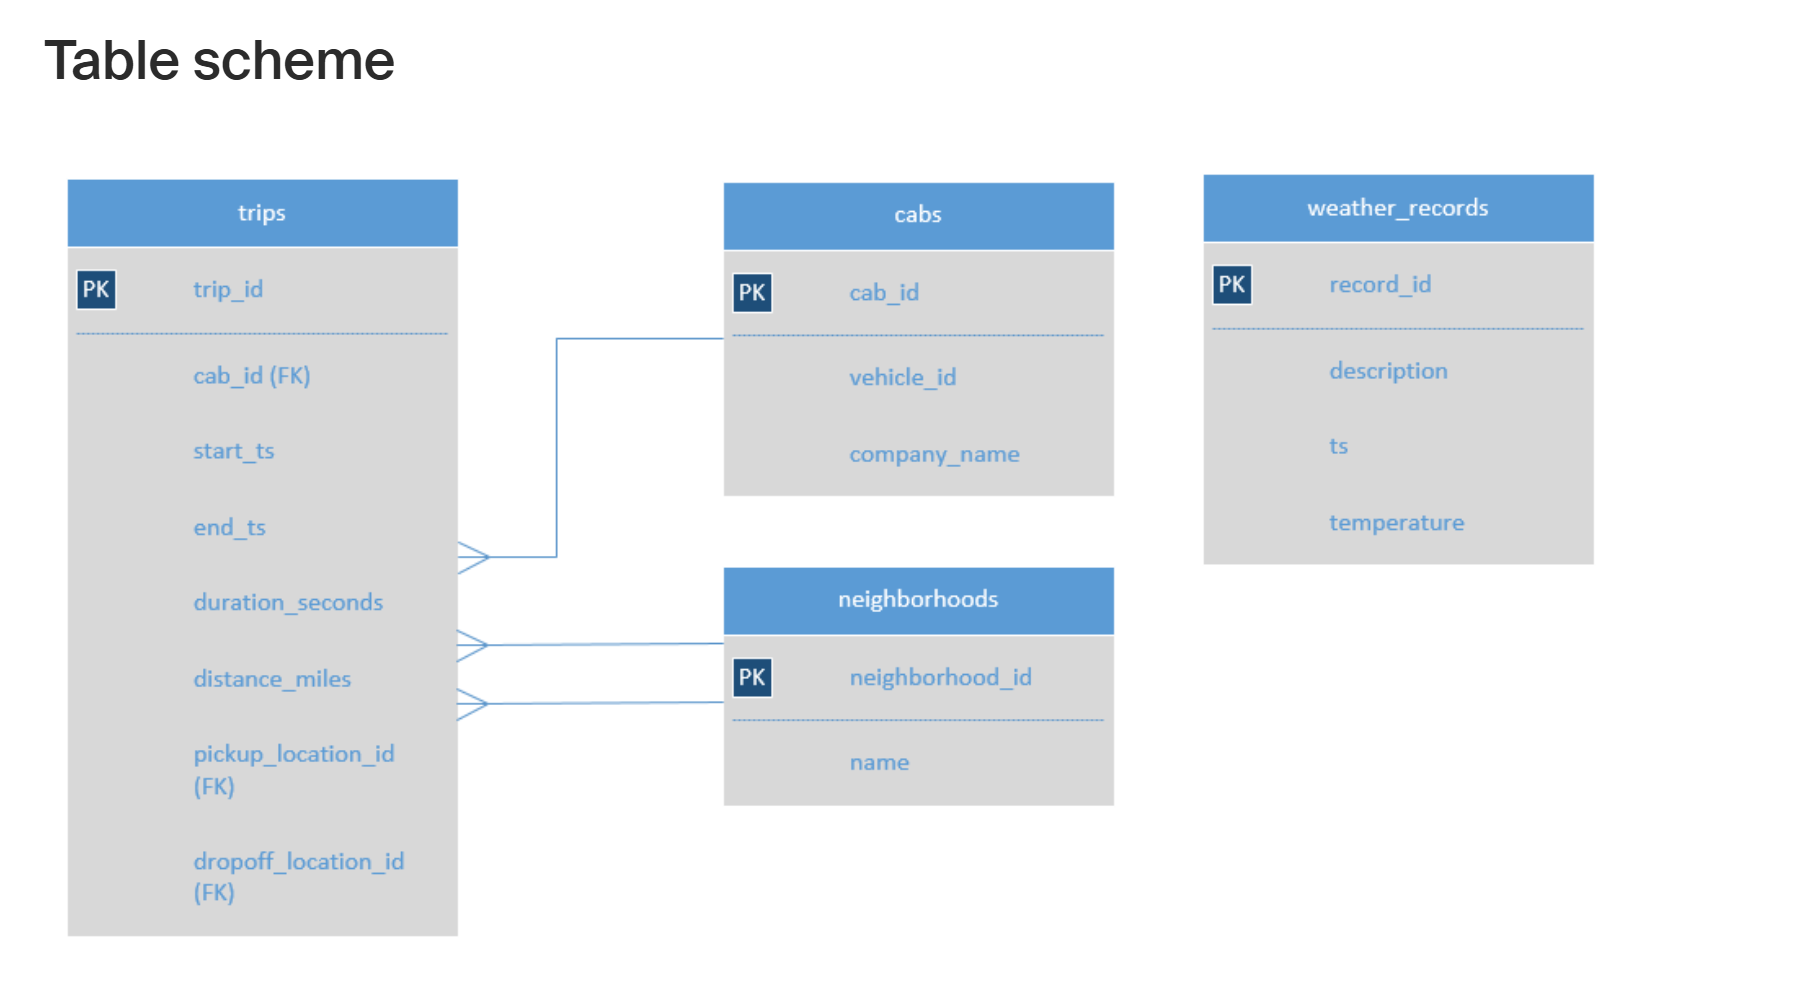 Table scheme
trips
PK trip_id
cab_id (FK)
start_ts
end_ts
duration_seconds
distance_miles
pickup_location_id
(FK)
dropoff_location_id
(FK)
cabs
PK cab_id
vehicle_id
company_name
neighborhoods
PK neighborhood_id
name
weather_records
PK record_id
description
ts
temperature